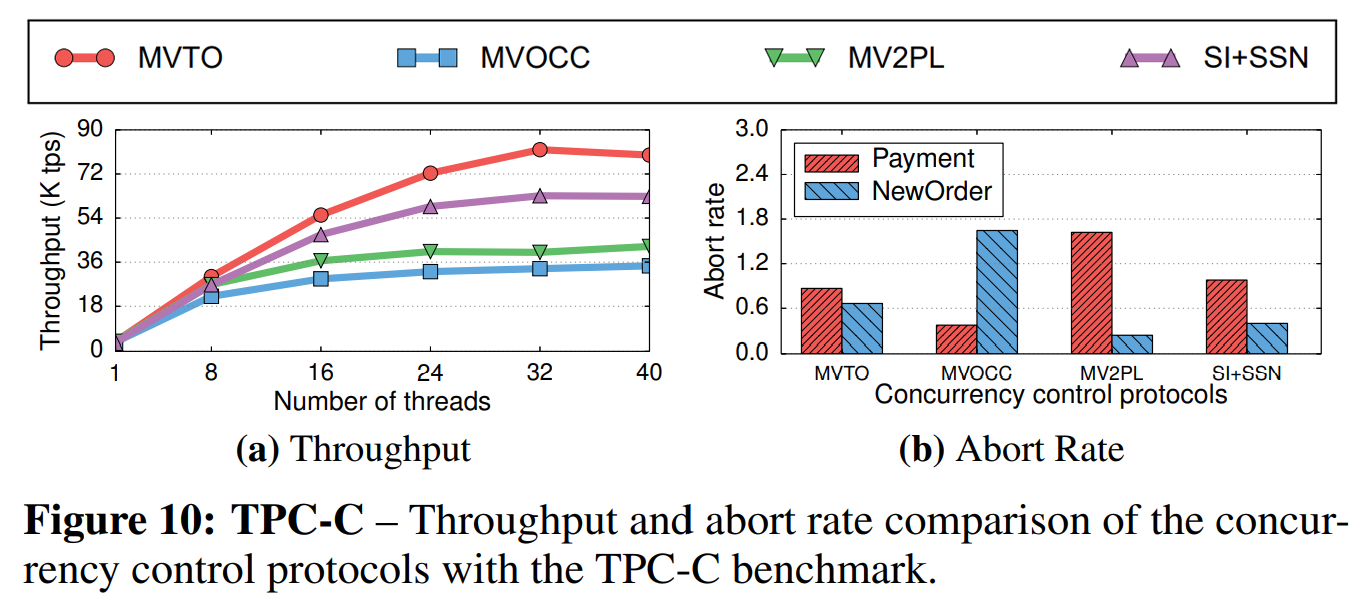 MVTO MVOCC MV2PL SI+SSN
Throughput (K tps)
90
72
54
36
18
0
1 8 16 24 32 40
Number of threads
(a) Throughput
Abort rate
3.0
2.4
1.8
1.2
0.6
0.0
Payment
NewOrder
MVTO MVOCC MV2PL SI+SSN
Concurrency control protocols
(b) Abort Rate
Figure 10: TPC-C – Throughput and abort rate comparison of the concur-
rency control protocols with the TPC-C benchmark.